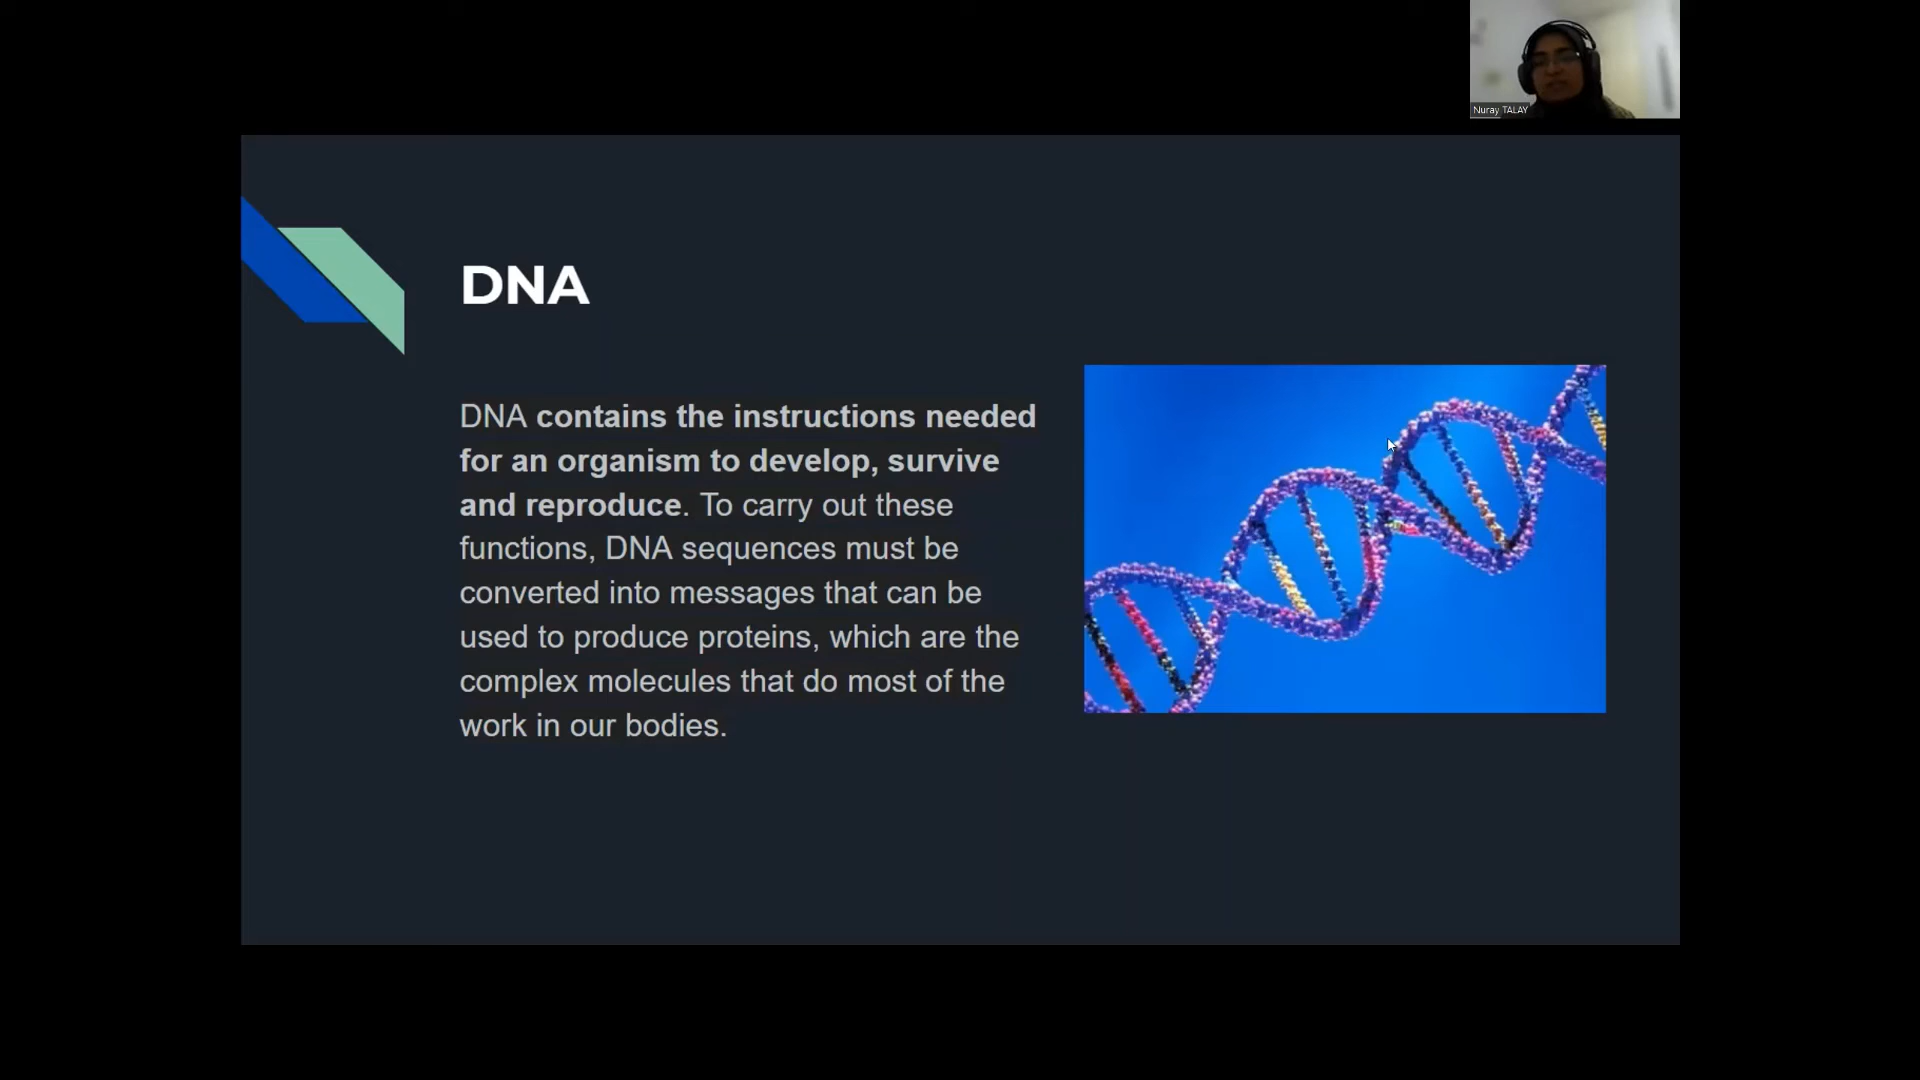 Nuray TALAY
DNA
DNA contains the instructions needed
for an organism to develop, survive
and reproduce. To carry out these
functions, DNA sequences must be
converted into messages that can be
used to produce proteins, which are the
complex molecules that do most of the
work in our bodies.